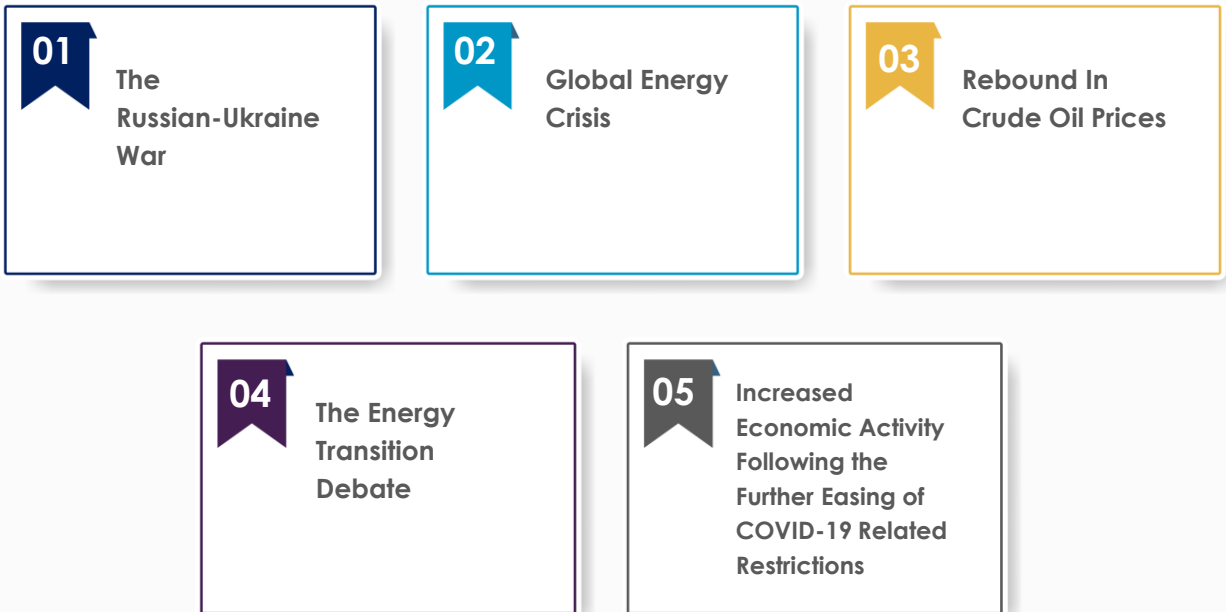 01
The
Russian-Ukraine
War
02
Global Energy
Crisis
03
Rebound In
Crude Oil Prices
04
The Energy
Transition
Debate
05
Increased
Economic Activity
Following the
Further Easing of
COVID-19 Related
Restrictions